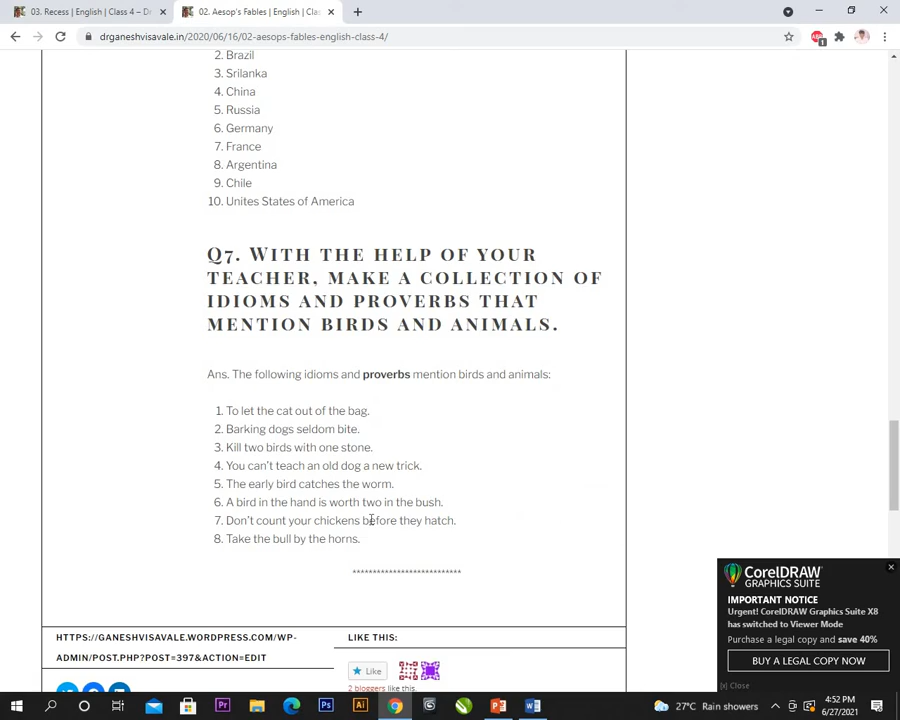 03. Recess | English | Class 4 – Dr
02. Aesop's Fables | English | Clas
drganeshvisavale.in/2020/06/16/02-aesops-fables-english-class-4/
2. Brazil
3. Srilanka
4. China
5. Russia
6. Germany
7. France
8. Argentina
9. Chile
10. Unites States of America
Q7. WITH THE HELP OF YOUR
TEACHER, MAKE A COLLECTION OF
IDIOMS AND PROVERBS THAT
MENTION BIRDS AND ANIMALS.
Ans. The following idioms and proverbs mention birds and animals:
1. To let the cat out of the bag.
2. Barking dogs seldom bite.
3. Kill two birds with one stone.
4. You can't teach an old dog a new trick.
5. The early bird catches the worm.
6. A bird in the hand is worth two in the bush.
7. Don't count your chickens before they hatch.
8. Take the bull by the horns.
***************************
HTTPS://GANESHVISAVALE.WORDPRESS.COM/WP-
ADMIN/POST.PHP?POST=397&ACTION=EDIT
LIKE THIS:
Like
2 bloggers like this.
CorelDRAW
GRAPHICS SUITE
IMPORTANT NOTICE
Urgent! CorelDRAW Graphics Suite X8
has switched to Viewer Mode
Purchase a legal copy and save 40%
BUY A LEGAL COPY NOW
[x] Close
Pr
Ps
Ai
27°C Rain showers
4:52 PM
6/27/2021